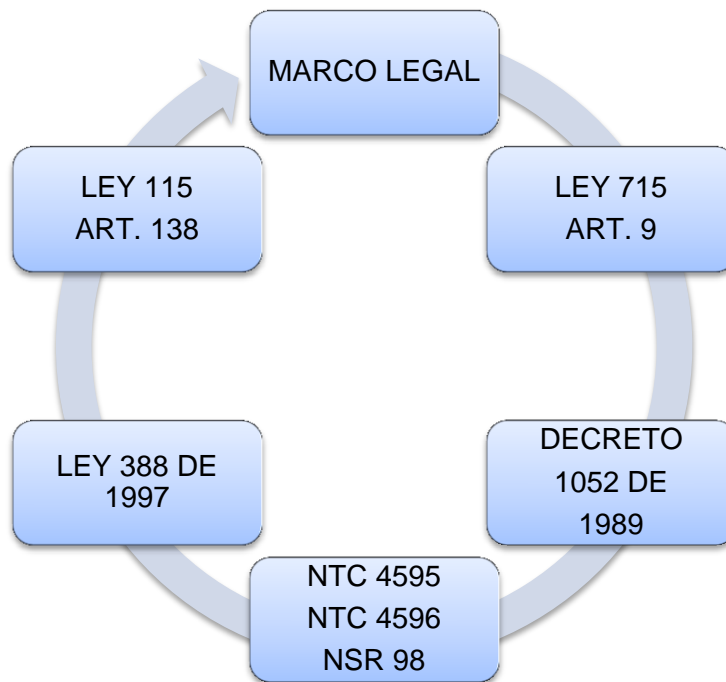 MARCO LEGAL
LEY 715
ART. 9
DECRETO
1052 DE
1989
NTC 4595
NTC 4596
NSR 98
LEY 388 DE
1997
LEY 115
ART. 138